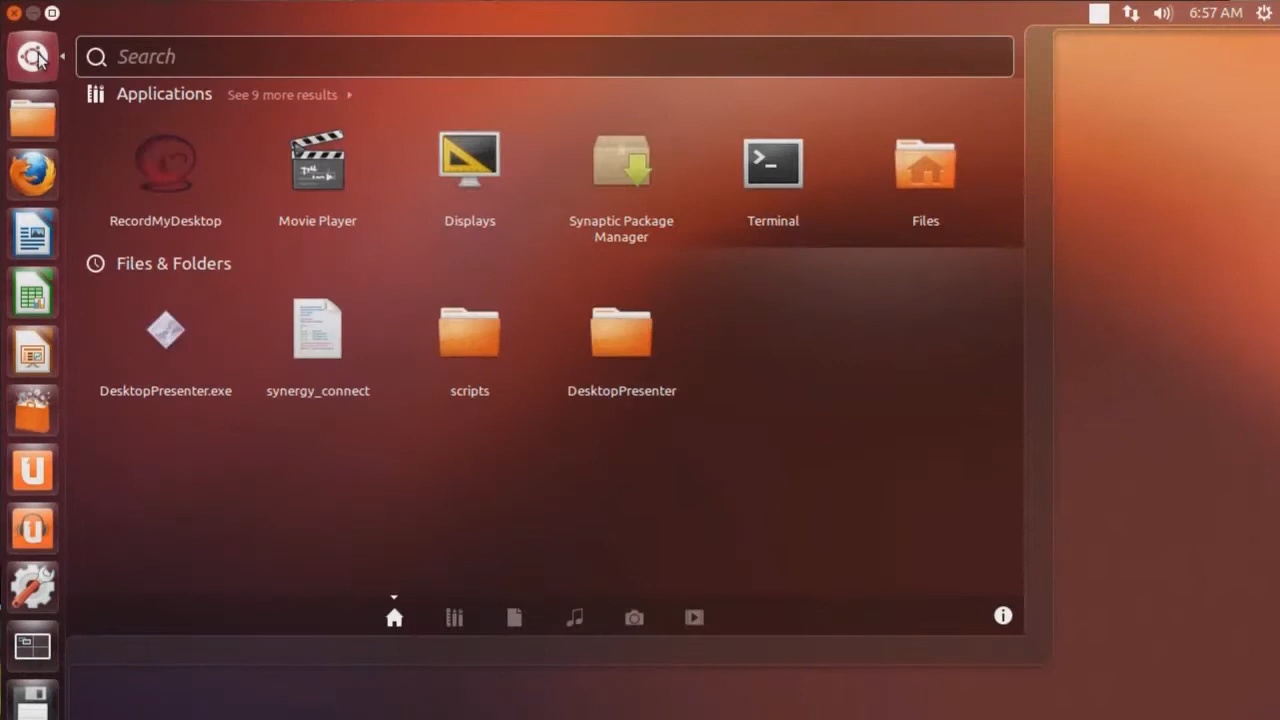 6:57 AM
Search
Applications See 9 more results
RecordMyDesktop
Movie Player
Displays
Synaptic Package
Manager
Terminal
Files
Files & Folders
DesktopPresenter.exe
synergy_connect
scripts
DesktopPresenter